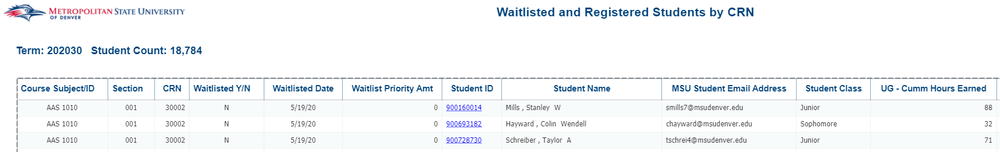 METROPOLITAN STATE UNIVERSITY
OF DENVER
Waitlisted and Registered Students by CRN
Term: 202030 Student Count: 18,784
Course Subject/ID Section CRN Waitlisted Y/N Waitlisted Date Waitlist Priority Amt Student ID Student Name MSU Student Email Address Student Class UG - Cumm Hours Earned
AAS 1010 001 30002 N 5/19/20 0 900160014 Mills , Stanley W smills7@msudenver.edu Junior 88
AAS 1010 001 30002 N 5/19/20 0 900693182 Hayward , Colin Wendell chayward@msudenver.edu Sophomore 32
AAS 1010 001 30002 N 5/19/20 0 900728730 Schreiber , Taylor A tschrei4@msudenver.edu Junior 71